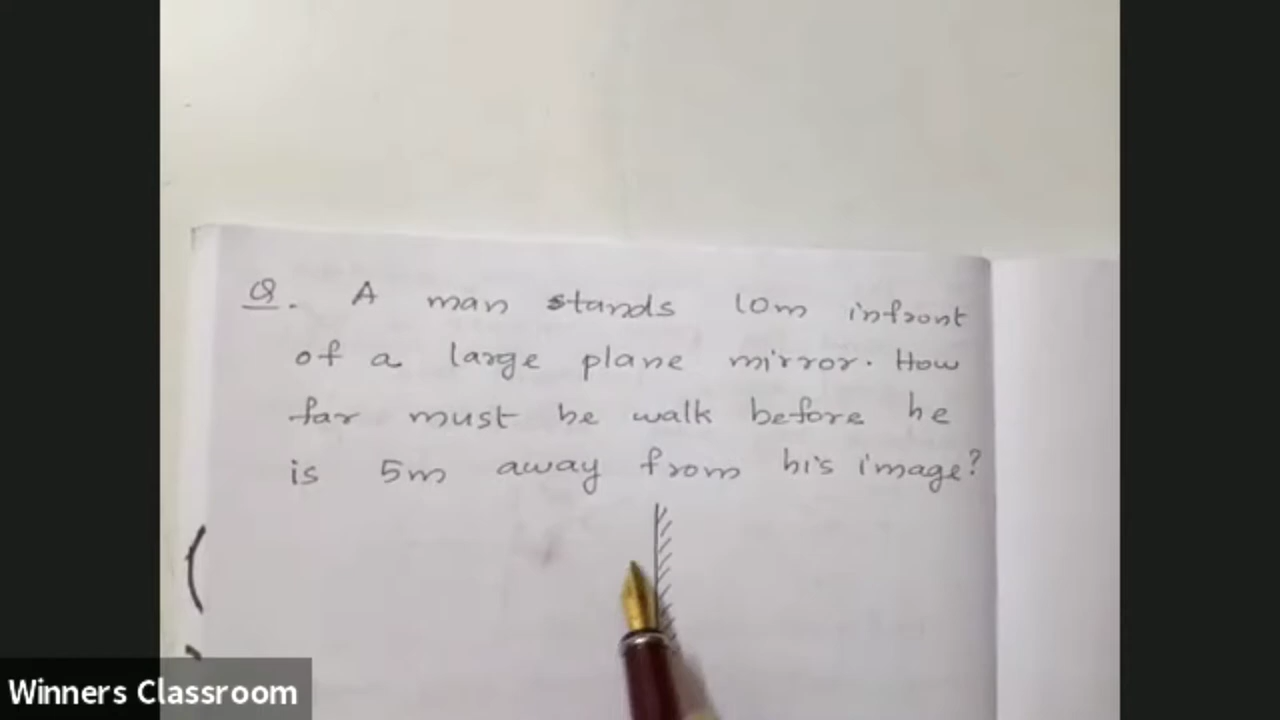 Q. A man stands 10m infront
of a large plane mirror. How
far must he walk before he
is 5m away from his image?
Winners Classroom